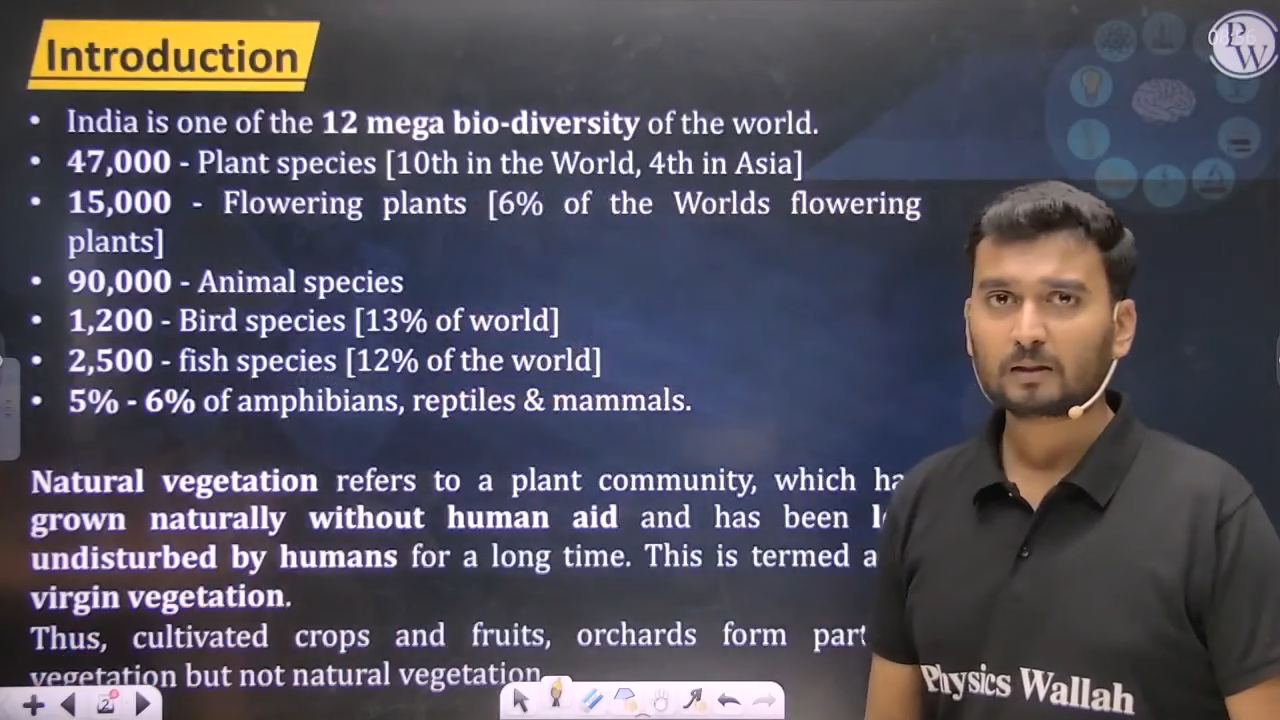 Introduction
• India is one of the 12 mega bio-diversity of the world.
• 47,000 - Plant species [10th in the World, 4th in Asia]
• 15,000 - Flowering plants [6% of the Worlds flowering
plants]
• 90,000 - Animal species
• 1,200 - Bird species [13% of world]
• 2,500 - fish species [12% of the world]
• 5% - 6% of amphibians, reptiles & mammals.
Natural vegetation refers to a plant community, which
grown naturally without human aid and has been
undisturbed by humans for a long time. This is termed
virgin vegetation.
Thus, cultivated crops and fruits, orchards form part
vegetation but not natural vegetation
PW
Physics Wallah
2